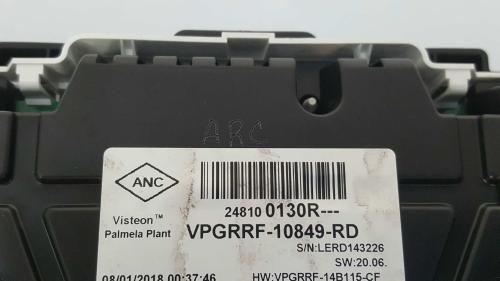 ARC
ANC
Visteon™
Palmela Plant
24810 0130R---
VPGRRF-10849-RD
S/N:LERD143226
SW:20.06.
08/01/2018 00:37:46
HW:VPGRRF-14B115-CF